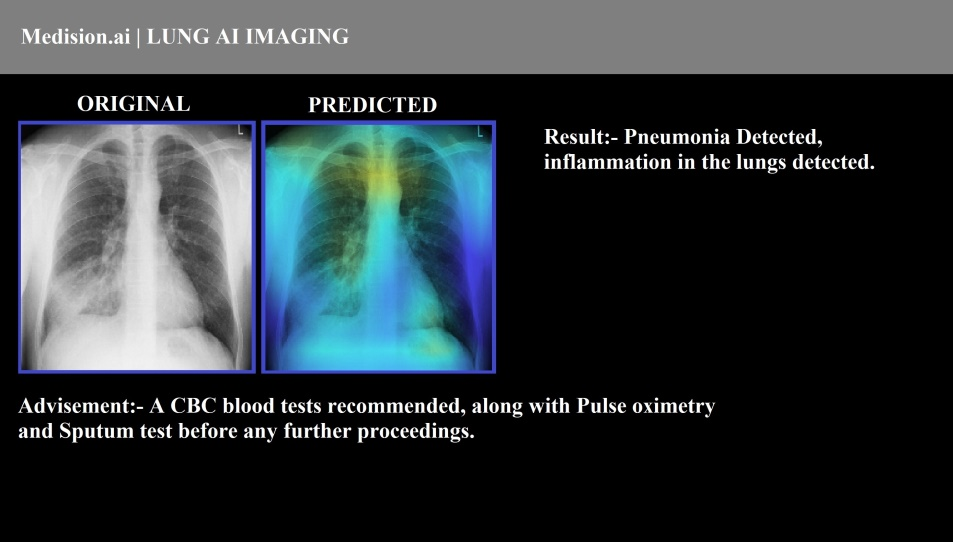 Medision.ai | LUNG AI IMAGING
ORIGINAL PREDICTED
L L
Result:- Pneumonia Detected,
inflammation in the lungs detected.
Advisement:- A CBC blood tests recommended, along with Pulse oximetry
and Sputum test before any further proceedings.